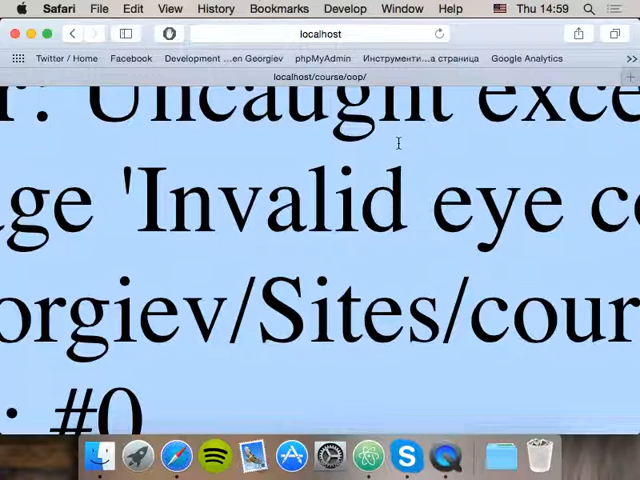 Safari File Edit View History Bookmarks Develop Window Help Thu 14:59
localhost
Twitter / Home Facebook Development ...en Georgiev phpMyAdmin Инструменти...а страница Google Analytics
localhost/course/oop/
r: Uncaught exce
age 'Invalid eye co
orgiev/Sites/cour
: #0